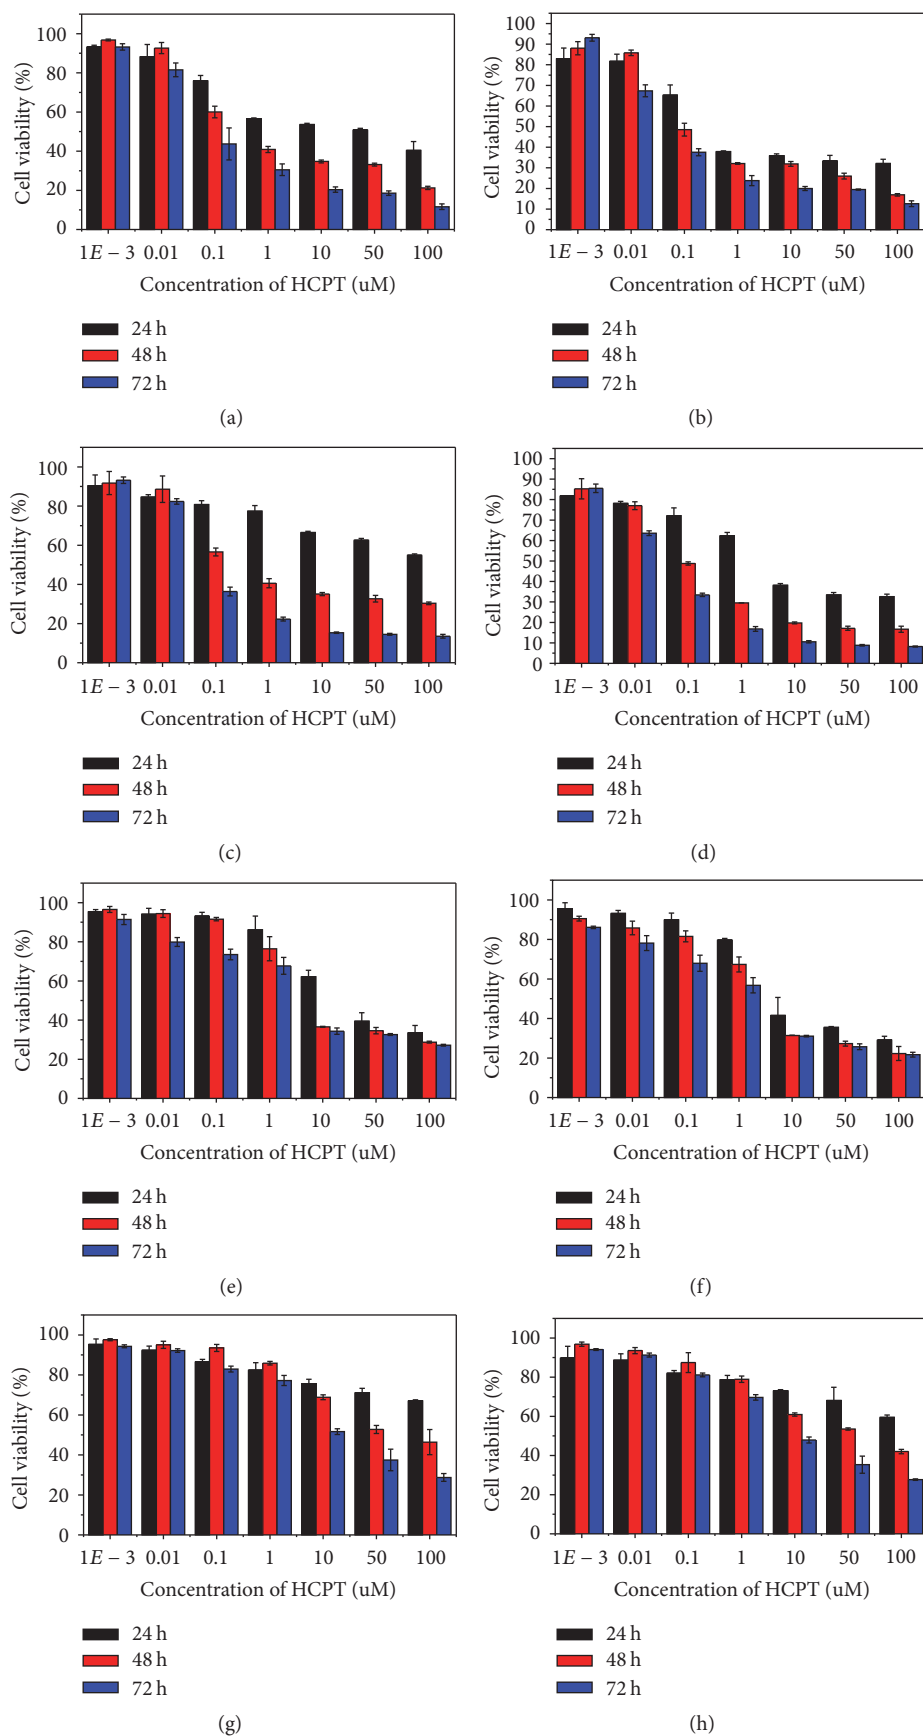 100
80
60
40
20
0
Cell viability (%)
1E − 3 0.01 0.1 1 10 50 100
Concentration of HCPT (uM)
24 h
48 h
72 h
(a)
100
90
80
70
60
50
40
30
20
10
0
Cell viability (%)
1E − 3 0.01 0.1 1 10 50 100
Concentration of HCPT (uM)
24 h
48 h
72 h
(b)
100
80
60
40
20
0
Cell viability (%)
1E − 3 0.01 0.1 1 10 50 100
Concentration of HCPT (uM)
24 h
48 h
72 h
(c)
100
90
80
70
60
50
40
30
20
10
0
Cell viability (%)
1E − 3 0.01 0.1 1 10 50 100
Concentration of HCPT (uM)
24 h
48 h
72 h
(d)
100
80
60
40
20
0
Cell viability (%)
1E − 3 0.01 0.1 1 10 50 100
Concentration of HCPT (uM)
24 h
48 h
72 h
(e)
100
80
60
40
20
0
Cell viability (%)
1E − 3 0.01 0.1 1 10 50 100
Concentration of HCPT (uM)
24 h
48 h
72 h
(f)
100
80
60
40
20
0
Cell viability (%)
1E − 3 0.01 0.1 1 10 50 100
Concentration of HCPT (uM)
24 h
48 h
72 h
(g)
100
80
60
40
20
0
Cell viability (%)
1E − 3 0.01 0.1 1 10 50 100
Concentration of HCPT (uM)
24 h
48 h
72 h
(h)